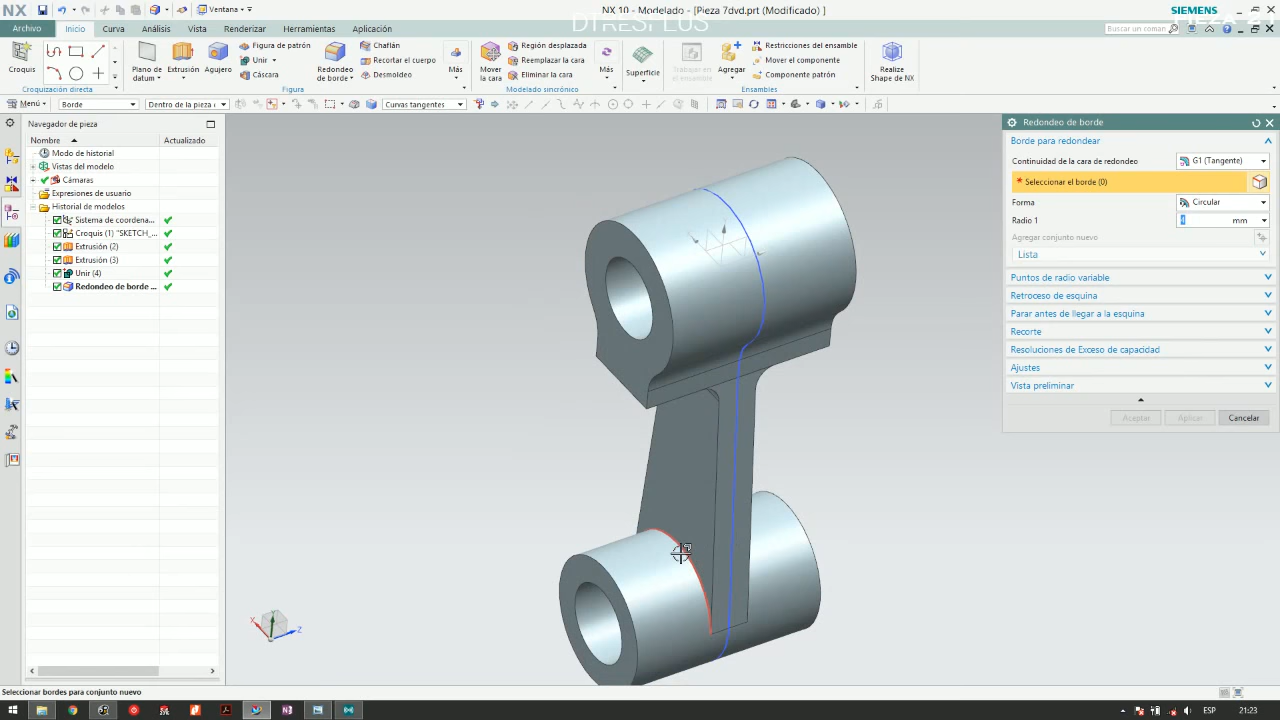 NX
Ventana
NX 10 - Modelado - [Pieza 7dvd.prt (Modificado) ]
SIEMENS
DTRESPLUS
Archivo
Inicio
Curva
Análisis
Vista
Renderizar
Herramientas
Aplicación
Buscar un coman
Croquis
Croquización directa
Plano de datum
Extrusión
Agujero
Figura de patrón
Unir
Cáscara
Redondeo de borde
Chaflán
Recortar el cuerpo
Desmoldeo
Más
Figura
Mover la cara
Región desplazada
Reemplazar la cara
Eliminar la cara
Más
Modelado sincrónico
Superficie
Trabajar en el ensamble
Agregar
Restricciones del ensamble
Mover el componente
Componente patrón
Ensambles
Realize Shape de NX
Menú
Borde
Dentro de la pieza
Curvas tangentes
Navegador de pieza
Nombre
Actualizado
Modo de historial
Vistas del modelo
Cámaras
Expresiones de usuario
Historial de modelos
Sistema de coordena...
Croquis (1) "SKETCH_...
Extrusión (2)
Extrusión (3)
Unir (4)
Redondeo de borde ...
Redondeo de borde
Borde para redondear
Continuidad de la cara de redondeo
G1 (Tangente)
* Seleccionar el borde (0)
Forma
Circular
Radio 1
mm
Agregar conjunto nuevo
Lista
Puntos de radio variable
Retroceso de esquina
Parar antes de llegar a la esquina
Recorte
Resoluciones de Exceso de capacidad
Ajustes
Vista preliminar
Aceptar
Aplicar
Cancelar
X
Z
Seleccionar bordes para conjunto nuevo
ESP
21:23